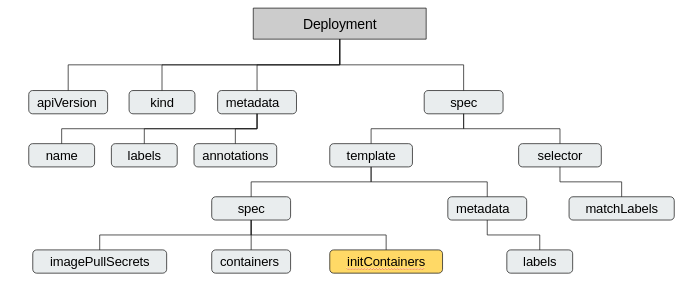 Deployment
apiVersion
kind
metadata
spec
name
labels
annotations
template
selector
spec
metadata
matchLabels
imagePullSecrets
containers
initContainers
labels